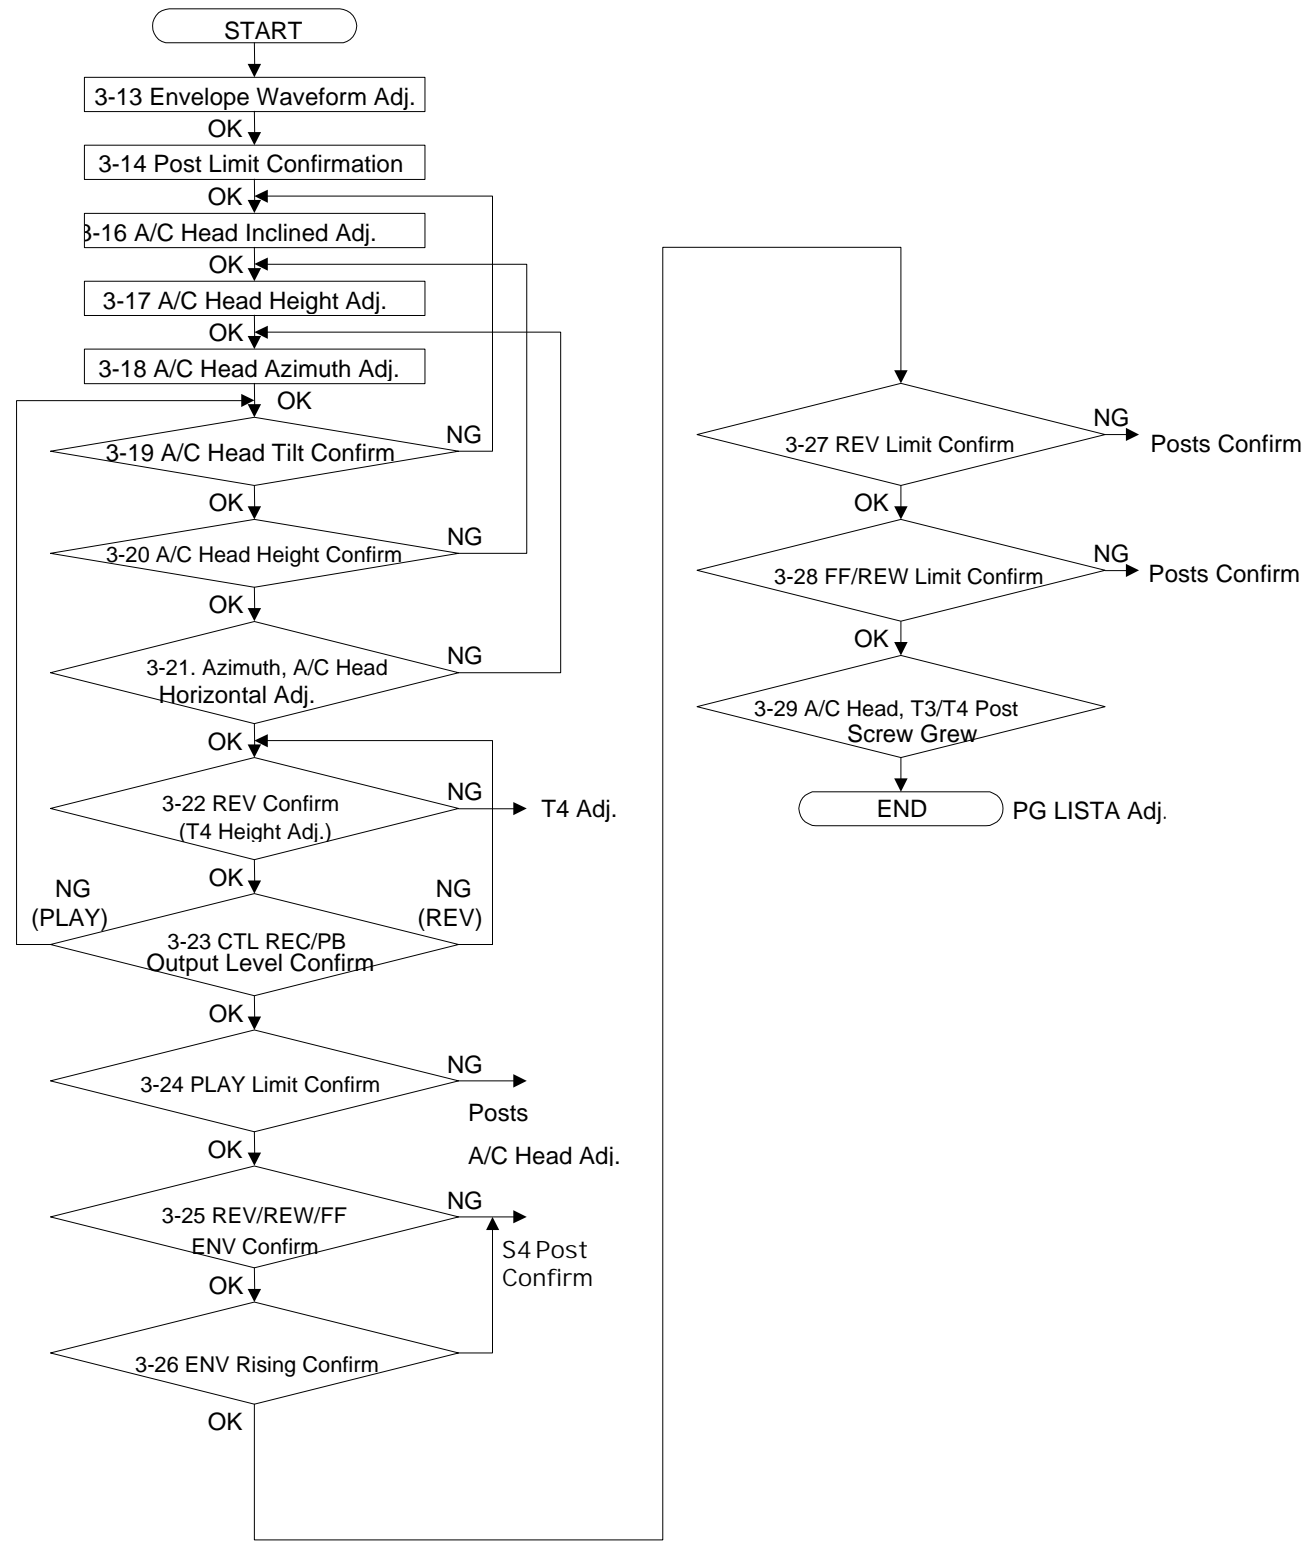 START
3-13 Envelope Waveform Adj.
OK
3-14 Post Limit Confirmation
OK
3-16 A/C Head Inclined Adj.
OK
3-17 A/C Head Height Adj.
OK
3-18 A/C Head Azimuth Adj.
OK
3-19 A/C Head Tilt Confirm
NG
OK
3-20 A/C Head Height Confirm
NG
OK
3-21. Azimuth, A/C Head
Horizontal Adj.
NG
OK
3-22 REV Confirm
(T4 Height Adj.)
NG
T4 Adj.
OK
NG
(PLAY)
NG
(REV)
3-23 CTL REC/PB
Output Level Confirm
OK
3-24 PLAY Limit Confirm
NG
Posts
A/C Head Adj.
OK
3-25 REV/REW/FF
ENV Confirm
NG
S4 Post
Confirm
OK
3-26 ENV Rising Confirm
OK
3-27 REV Limit Confirm
NG
Posts Confirm
OK
3-28 FF/REW Limit Confirm
NG
Posts Confirm
OK
3-29 A/C Head, T3/T4 Post
Screw Grew
END
PG LISTA Adj.